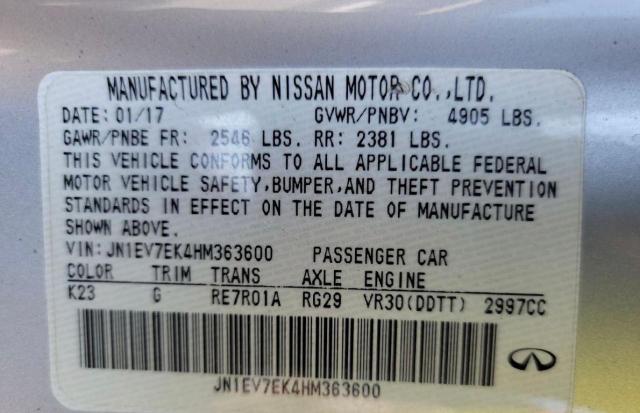 MANUFACTURED BY NISSAN MOTOR CO.,LTD.
DATE: 01/17 GVWR/PNBV: 4905 LBS.
GAWR/PNBE FR: 2546 LBS. RR: 2381 LBS.
THIS VEHICLE CONFORMS TO ALL APPLICABLE FEDERAL
MOTOR VEHICLE SAFETY,BUMPER,AND THEFT PREVENTION
STANDARDS IN EFFECT ON THE DATE OF MANUFACTURE
SHOWN ABOVE.
VIN: JN1EV7EK4HM363600 PASSENGER CAR
COLOR TRIM TRANS AXLE ENGINE
K23 G RE7R01A RG29 VR30(DDTT) 2997CC
JN1EV7EK4HM363600